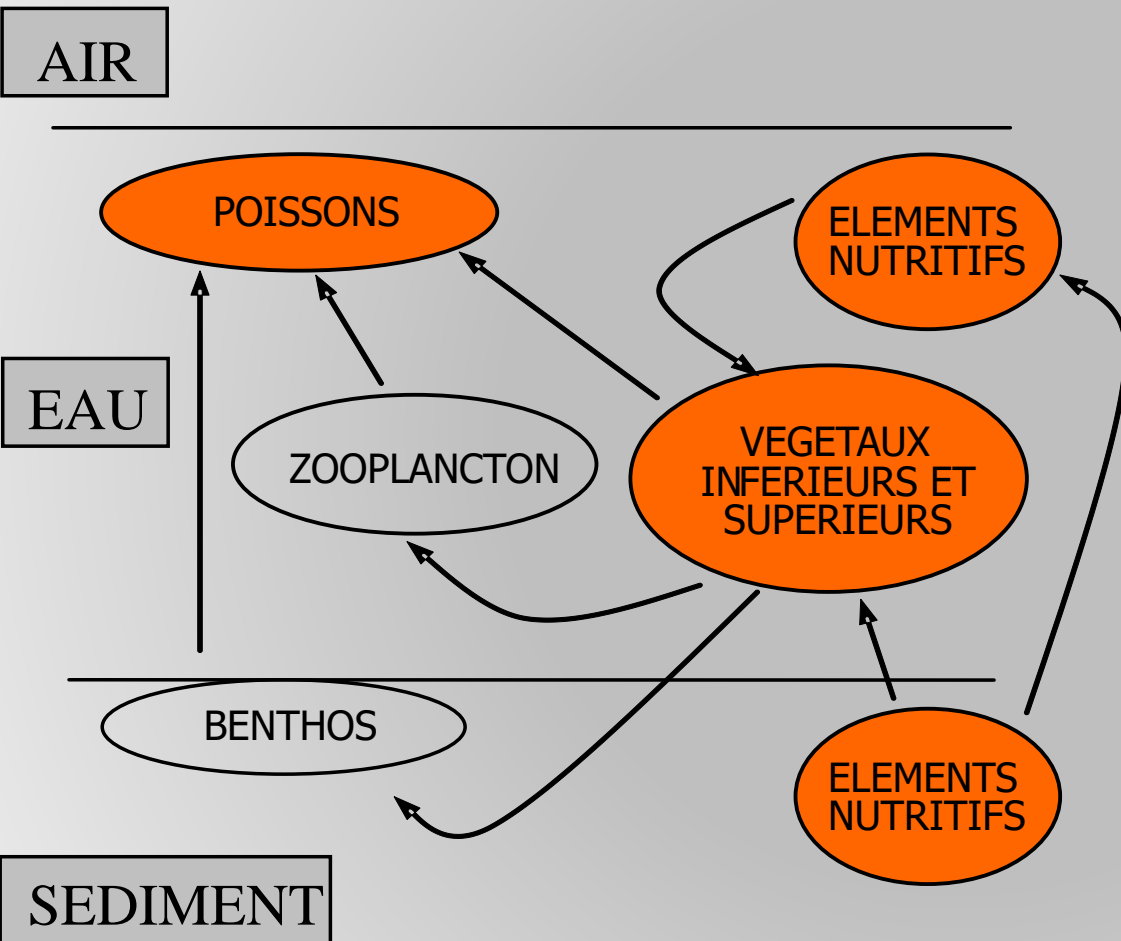 AIR
POISSONS
ELEMENTS
NUTRITIFS
EAU
ZOOPLANCTON
VEGETAUX
INFERIEURS ET
SUPERIEURS
BENTHOS
ELEMENTS
NUTRITIFS
SEDIMENT